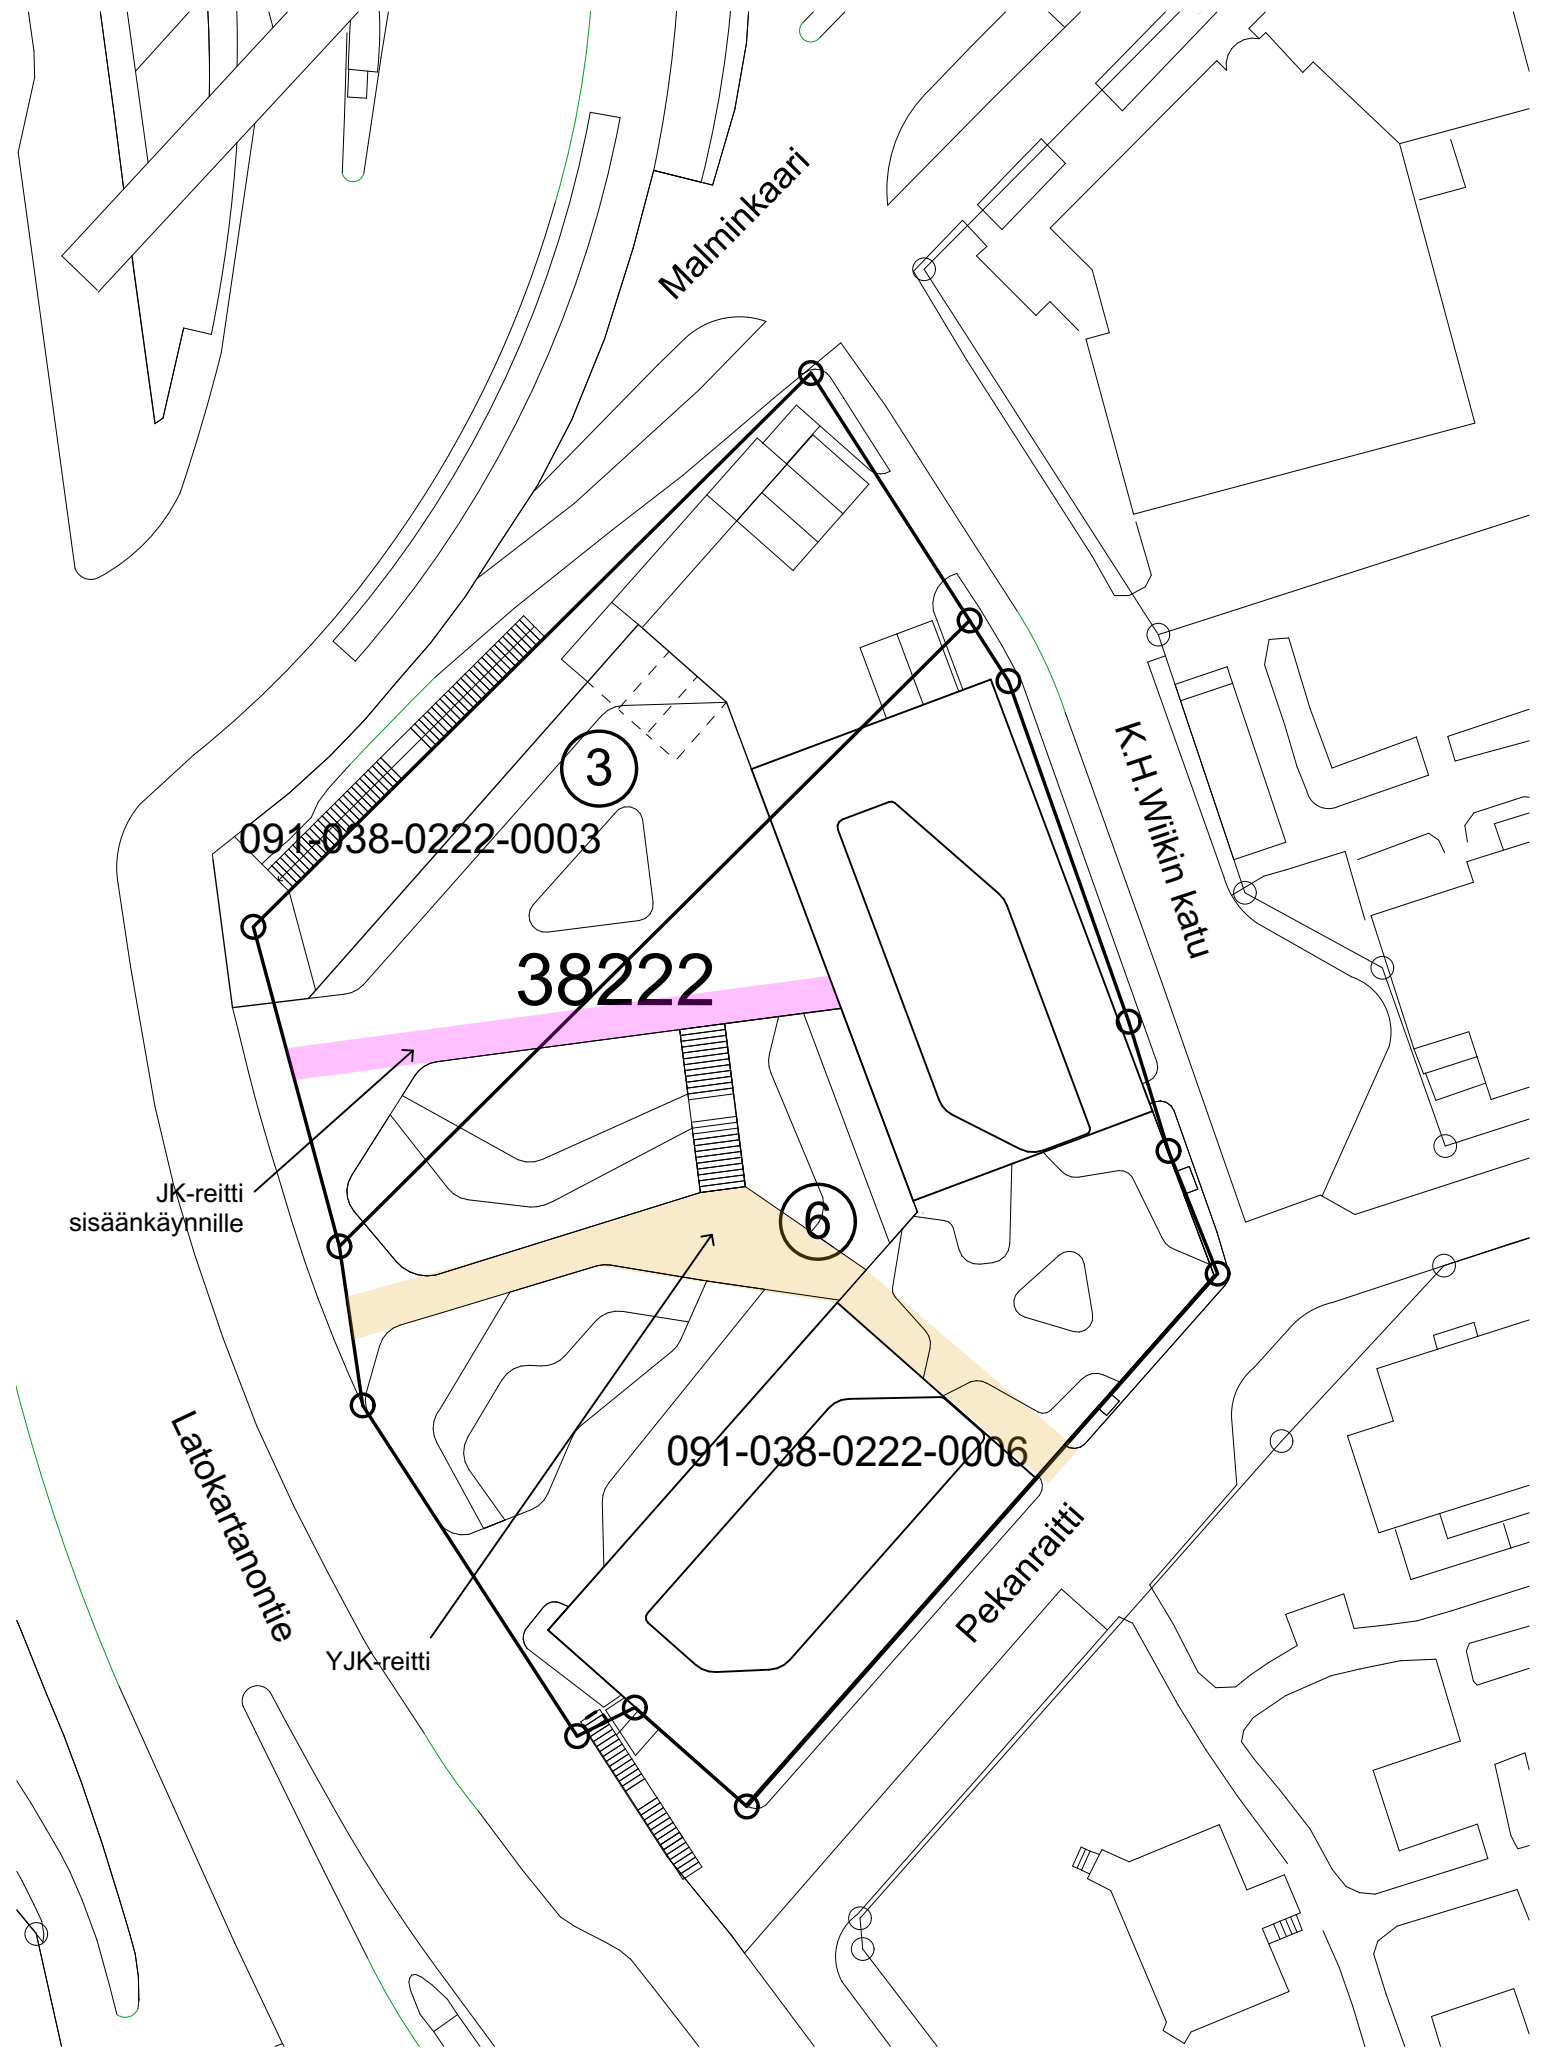 Malminkaari
3
091-038-0222-0003
K.H.Wiikin katu
38222
JK-reitti
sisäänkäynnille
6
091-038-0222-0006
Latokartanontie
Pekanraitti
YJK-reitti